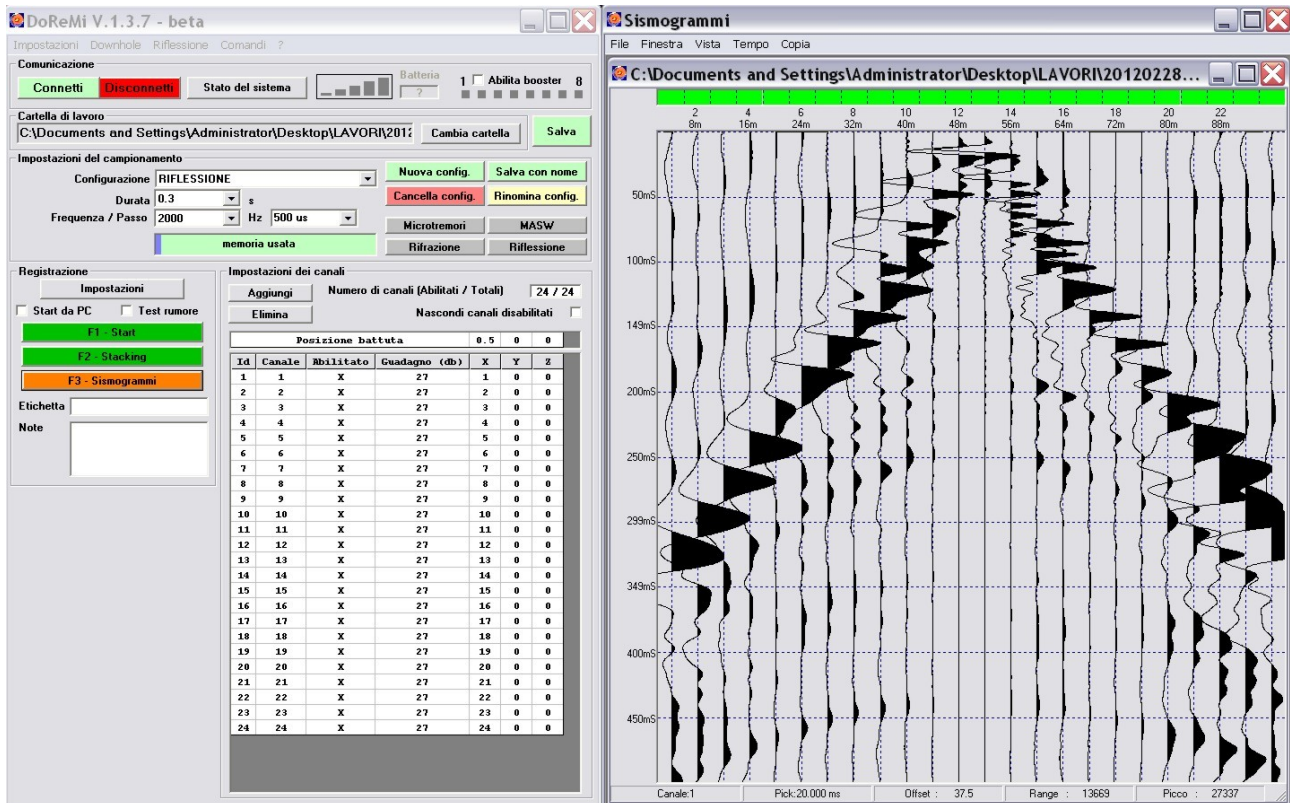 DoReMi V.1.3.7 - beta
Impostazioni Downhole Riflessione Comandi ?
Comunicazione
Connetti Disconnetti Stato del sistema Batteria ? 1 Abilita booster 8
Cartella di lavoro
C:\Documents and Settings\Administrator\Desktop\LAVORI\2012 Cambia cartella Salva
Impostazioni del campionamento
Configurazione RIFLESSIONE Nuova config. Salva con nome
Durata 0.3 s Cancella config. Rinomina config.
Frequenza / Passo 2000 Hz 500 us
Microtremori MASW
memoria usata Rifrazione Riflessione
Registrazione
Impostazioni
Start da PC Test rumore
F1 - Start
F2 - Stacking
F3 - Sismogrammi
Etichetta
Note
Impostazioni dei canali
Aggiungi Numero di canali (Abilitati / Totali) 24 / 24
Elimina Nascondi canali disabilitati
Posizione battuta 0.5 0 0
Id Canale Abilitato Guadagno (db) X Y Z
1 1 X 27 1 0 0
2 2 X 27 2 0 0
3 3 X 27 3 0 0
4 4 X 27 4 0 0
5 5 X 27 5 0 0
6 6 X 27 6 0 0
7 7 X 27 7 0 0
8 8 X 27 8 0 0
9 9 X 27 9 0 0
10 10 X 27 10 0 0
11 11 X 27 11 0 0
12 12 X 27 12 0 0
13 13 X 27 13 0 0
14 14 X 27 14 0 0
15 15 X 27 15 0 0
16 16 X 27 16 0 0
17 17 X 27 17 0 0
18 18 X 27 18 0 0
19 19 X 27 19 0 0
20 20 X 27 20 0 0
21 21 X 27 21 0 0
22 22 X 27 22 0 0
23 23 X 27 23 0 0
24 24 X 27 24 0 0
Sismogrammi
File Finestra Vista Tempo Copia
C:\Documents and Settings\Administrator\Desktop\LAVORI\20120228...
2 4 6 8 10 12 14 16 18 20 22
8m 16m 24m 32m 40m 48m 56m 64m 72m 80m 88m
50mS
100mS
149mS
200mS
250mS
299mS
349mS
400mS
450mS
Canale:1 Pick:20.000 ms Offset : 37.5 Range : 13669 Picco : 27337